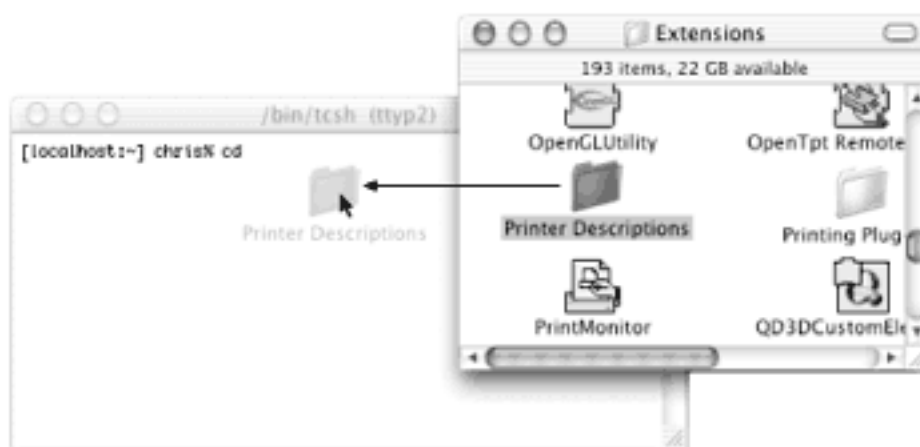 Extensions
193 items, 22 GB available
/bin/tcsh (ttyp2)
[localhost:~] chris% cd
OpenGLUtility
OpenTpt Remote
Printer Descriptions
Printer Descriptions
Printing Plug-
PrintMonitor
QD3DCustomEle